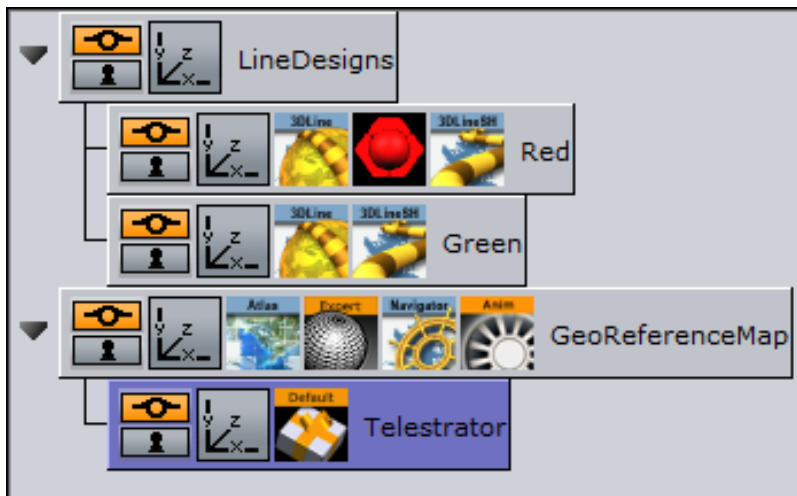 LineDesigns
y z x
3DLine 3DLineSH Red
y z x
3DLine 3DLineSH Green
y z x
Atlas Expert Navigator Anim GeoReferenceMap
y z x
Default Telestrator
y z x